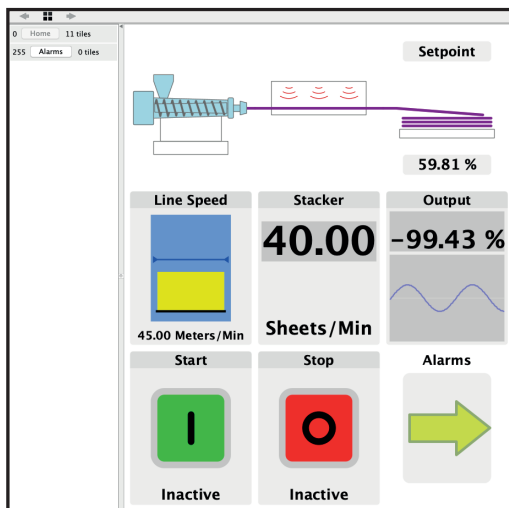 0 Home 11 tiles
255 Alarms 0 tiles
Setpoint
59.81 %
Line Speed
45.00 Meters/Min
Stacker
40.00
Sheets/Min
Output
-99.43 %
Start
Inactive
Stop
Inactive
Alarms